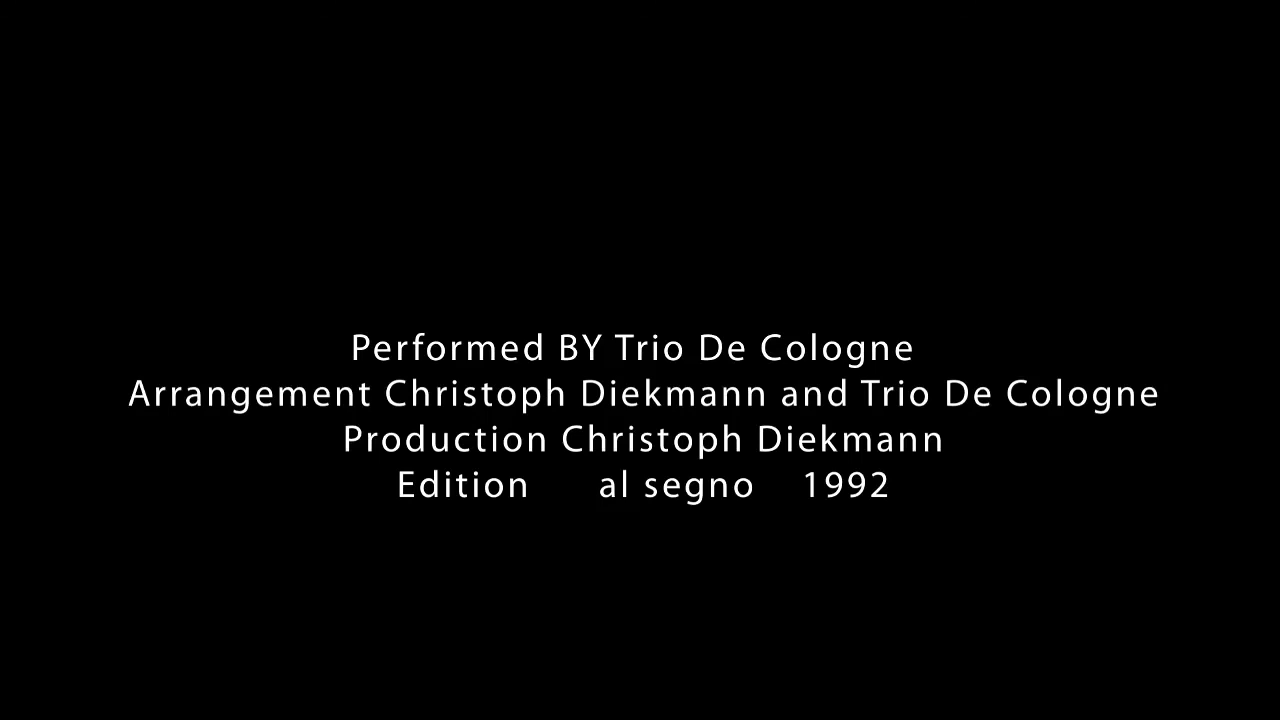 Performed BY Trio De Cologne
Arrangement Christoph Diekmann and Trio De Cologne
Production Christoph Diekmann
Edition al segno 1992